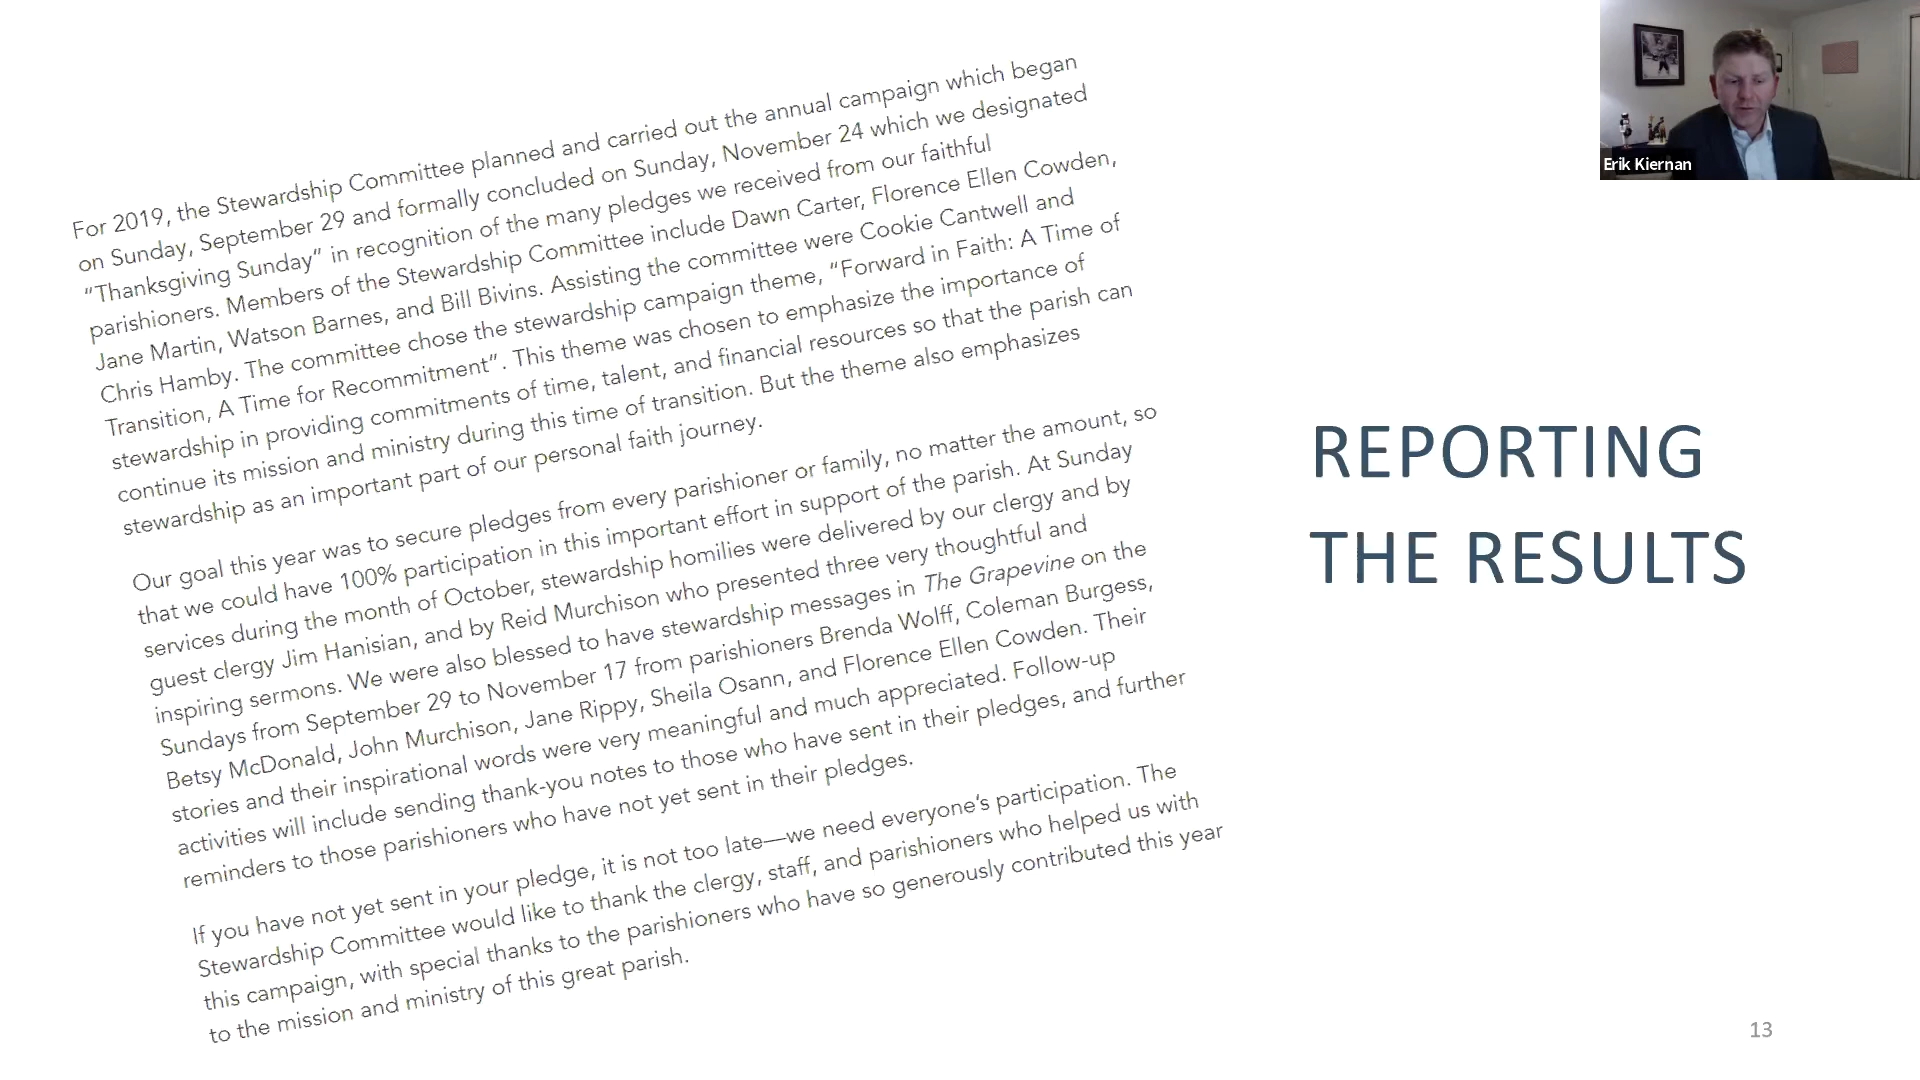 For 2019, the Stewardship Committee planned and carried out the annual campaign which began
on Sunday, September 29 and formally concluded on Sunday, November 24 which we designated
“Thanksgiving Sunday” in recognition of the many pledges we received from our faithful
parishioners. Members of the Stewardship Committee include Dawn Carter, Florence Ellen Cowden,
Jane Martin, Watson Barnes, and Bill Bivins. Assisting the committee were Cookie Cantwell and
Chris Hamby. The committee chose the stewardship campaign theme, “Forward in Faith: A Time of
Transition, A Time for Recommitment”. This theme was chosen to emphasize the importance of
stewardship in providing commitments of time, talent, and financial resources so that the parish can
continue its mission and ministry during this time of transition. But the theme also emphasizes
stewardship as an important part of our personal faith journey.
Our goal this year was to secure pledges from every parishioner or family, no matter the amount, so
that we could have 100% participation in this important effort in support of the parish. At Sunday
services during the month of October, stewardship homilies were delivered by our clergy and by
guest clergy Jim Hanisian, and by Reid Murchison who presented three very thoughtful and
inspiring sermons. We were also blessed to have stewardship messages in The Grapevine on the
Sundays from September 29 to November 17 from parishioners Brenda Wolff, Coleman Burgess,
Betsy McDonald, John Murchison, Jane Rippy, Sheila Osann, and Florence Ellen Cowden. Their
stories and their inspirational words were very meaningful and much appreciated. Follow-up
activities will include sending thank-you notes to those who have sent in their pledges, and further
reminders to those parishioners who have not yet sent in their pledges.
If you have not yet sent in your pledge, it is not too late—we need everyone’s participation. The
Stewardship Committee would like to thank the clergy, staff, and parishioners who helped us with
this campaign, with special thanks to the parishioners who have so generously contributed this year
to the mission and ministry of this great parish.
REPORTING
THE RESULTS
Erik Kiernan
13